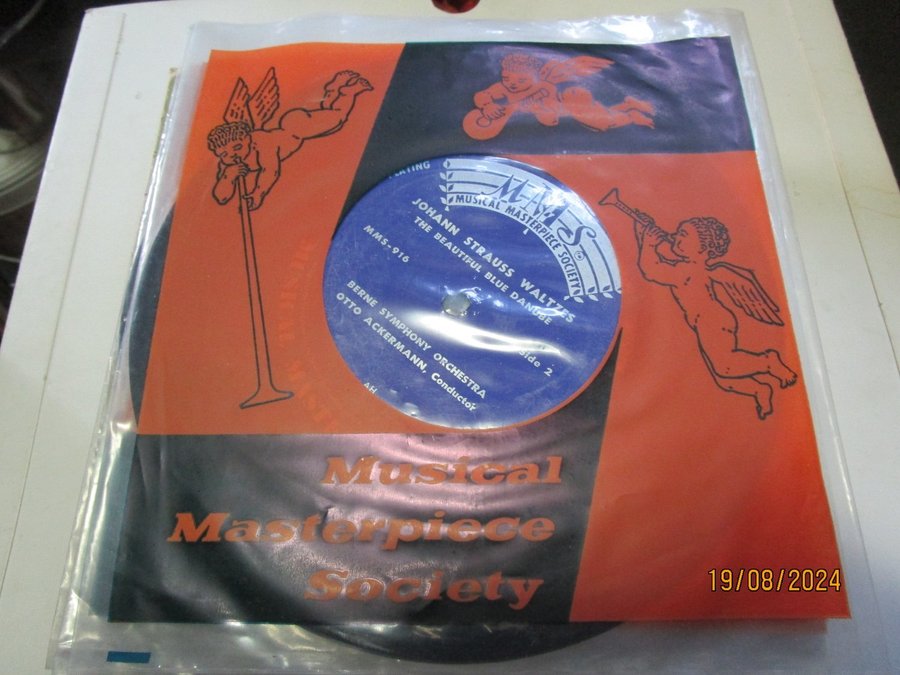 PLAYING
MMS
MUSICAL MASTERPIECE SOCIETY
JOHANN STRAUSS WALTZES
THE BEAUTIFUL BLUE DANUBE
MMS-916
Side 2
BERNE SYMPHONY ORCHESTRA
OTTO ACKERMANN, Conductor
Musical
Masterpiece
Society
19/08/2024